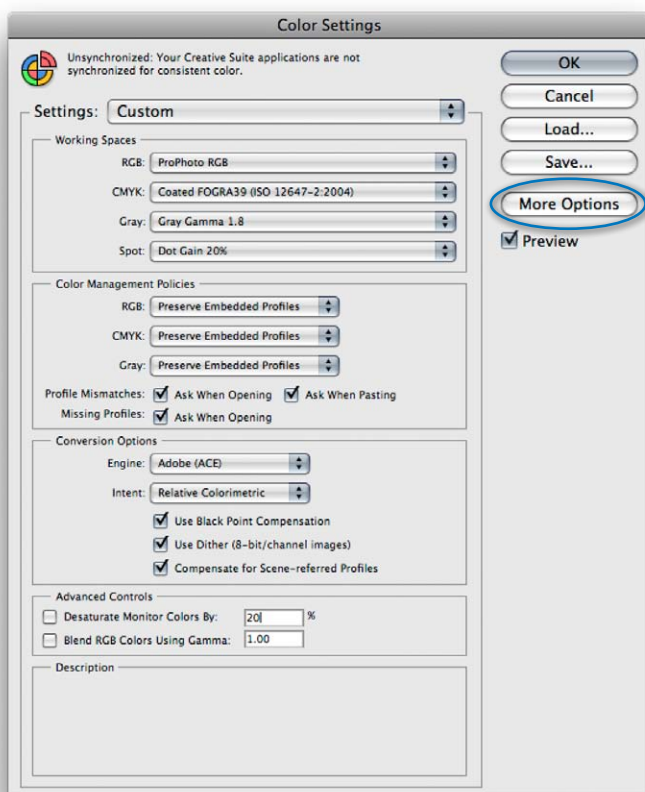 Color Settings
Unsynchronized: Your Creative Suite applications are not
synchronized for consistent color.
OK
Cancel
Load...
Save...
More Options
Preview
Settings: Custom
Working Spaces
RGB: ProPhoto RGB
CMYK: Coated FOGRA39 (ISO 12647-2:2004)
Gray: Gray Gamma 1.8
Spot: Dot Gain 20%
Color Management Policies
RGB: Preserve Embedded Profiles
CMYK: Preserve Embedded Profiles
Gray: Preserve Embedded Profiles
Profile Mismatches: Ask When Opening Ask When Pasting
Missing Profiles: Ask When Opening
Conversion Options
Engine: Adobe (ACE)
Intent: Relative Colorimetric
Use Black Point Compensation
Use Dither (8-bit/channel images)
Compensate for Scene-referred Profiles
Advanced Controls
Desaturate Monitor Colors By: 20 %
Blend RGB Colors Using Gamma: 1.00
Description